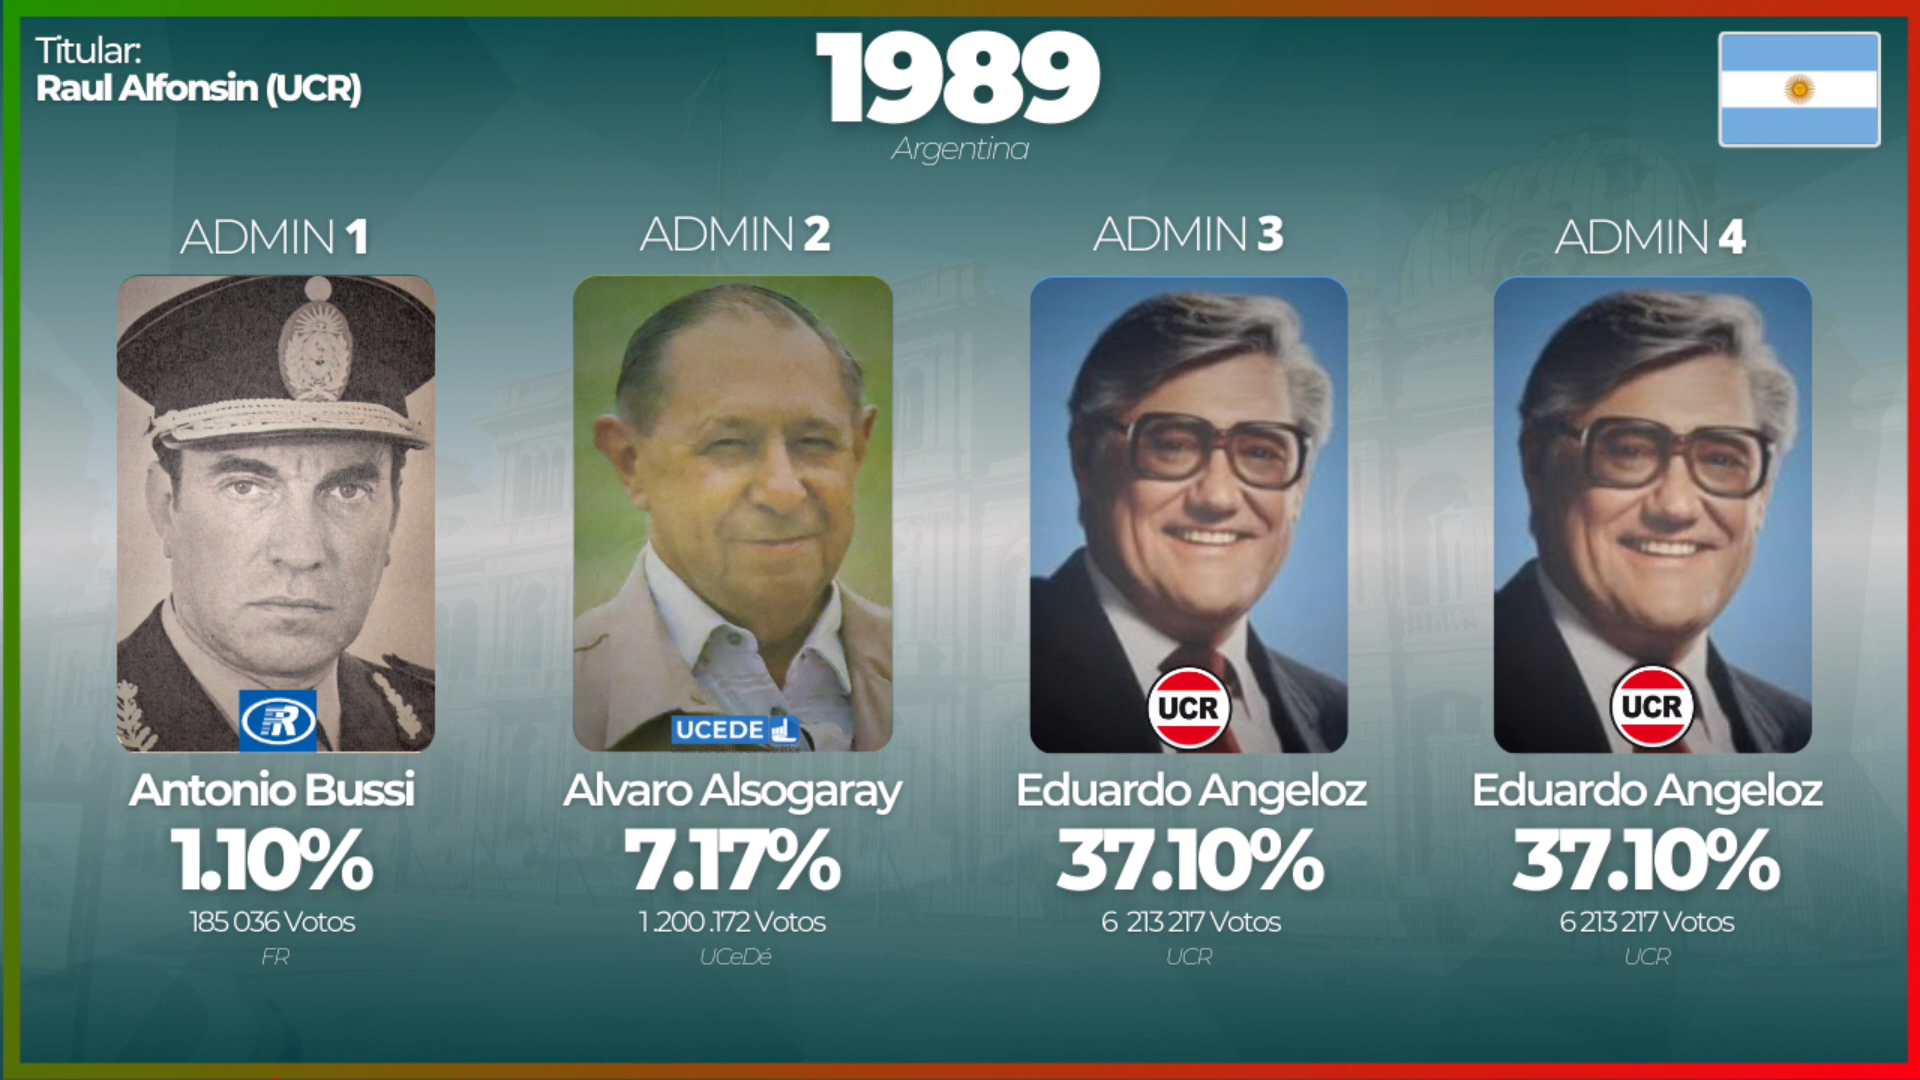 Titular:
Raul Alfonsin (UCR)
1989
Argentina
ADMIN 1
ADMIN 2
ADMIN 3
ADMIN 4
R
UCEDE
UCR
UCR
Antonio Bussi
Alvaro Alsogaray
Eduardo Angeloz
Eduardo Angeloz
1.10%
7.17%
37.10%
37.10%
185 036 Votos
1.200.172 Votos
6 213 217 Votos
6 213 217 Votos
FR
UCeDé
UCR
UCR